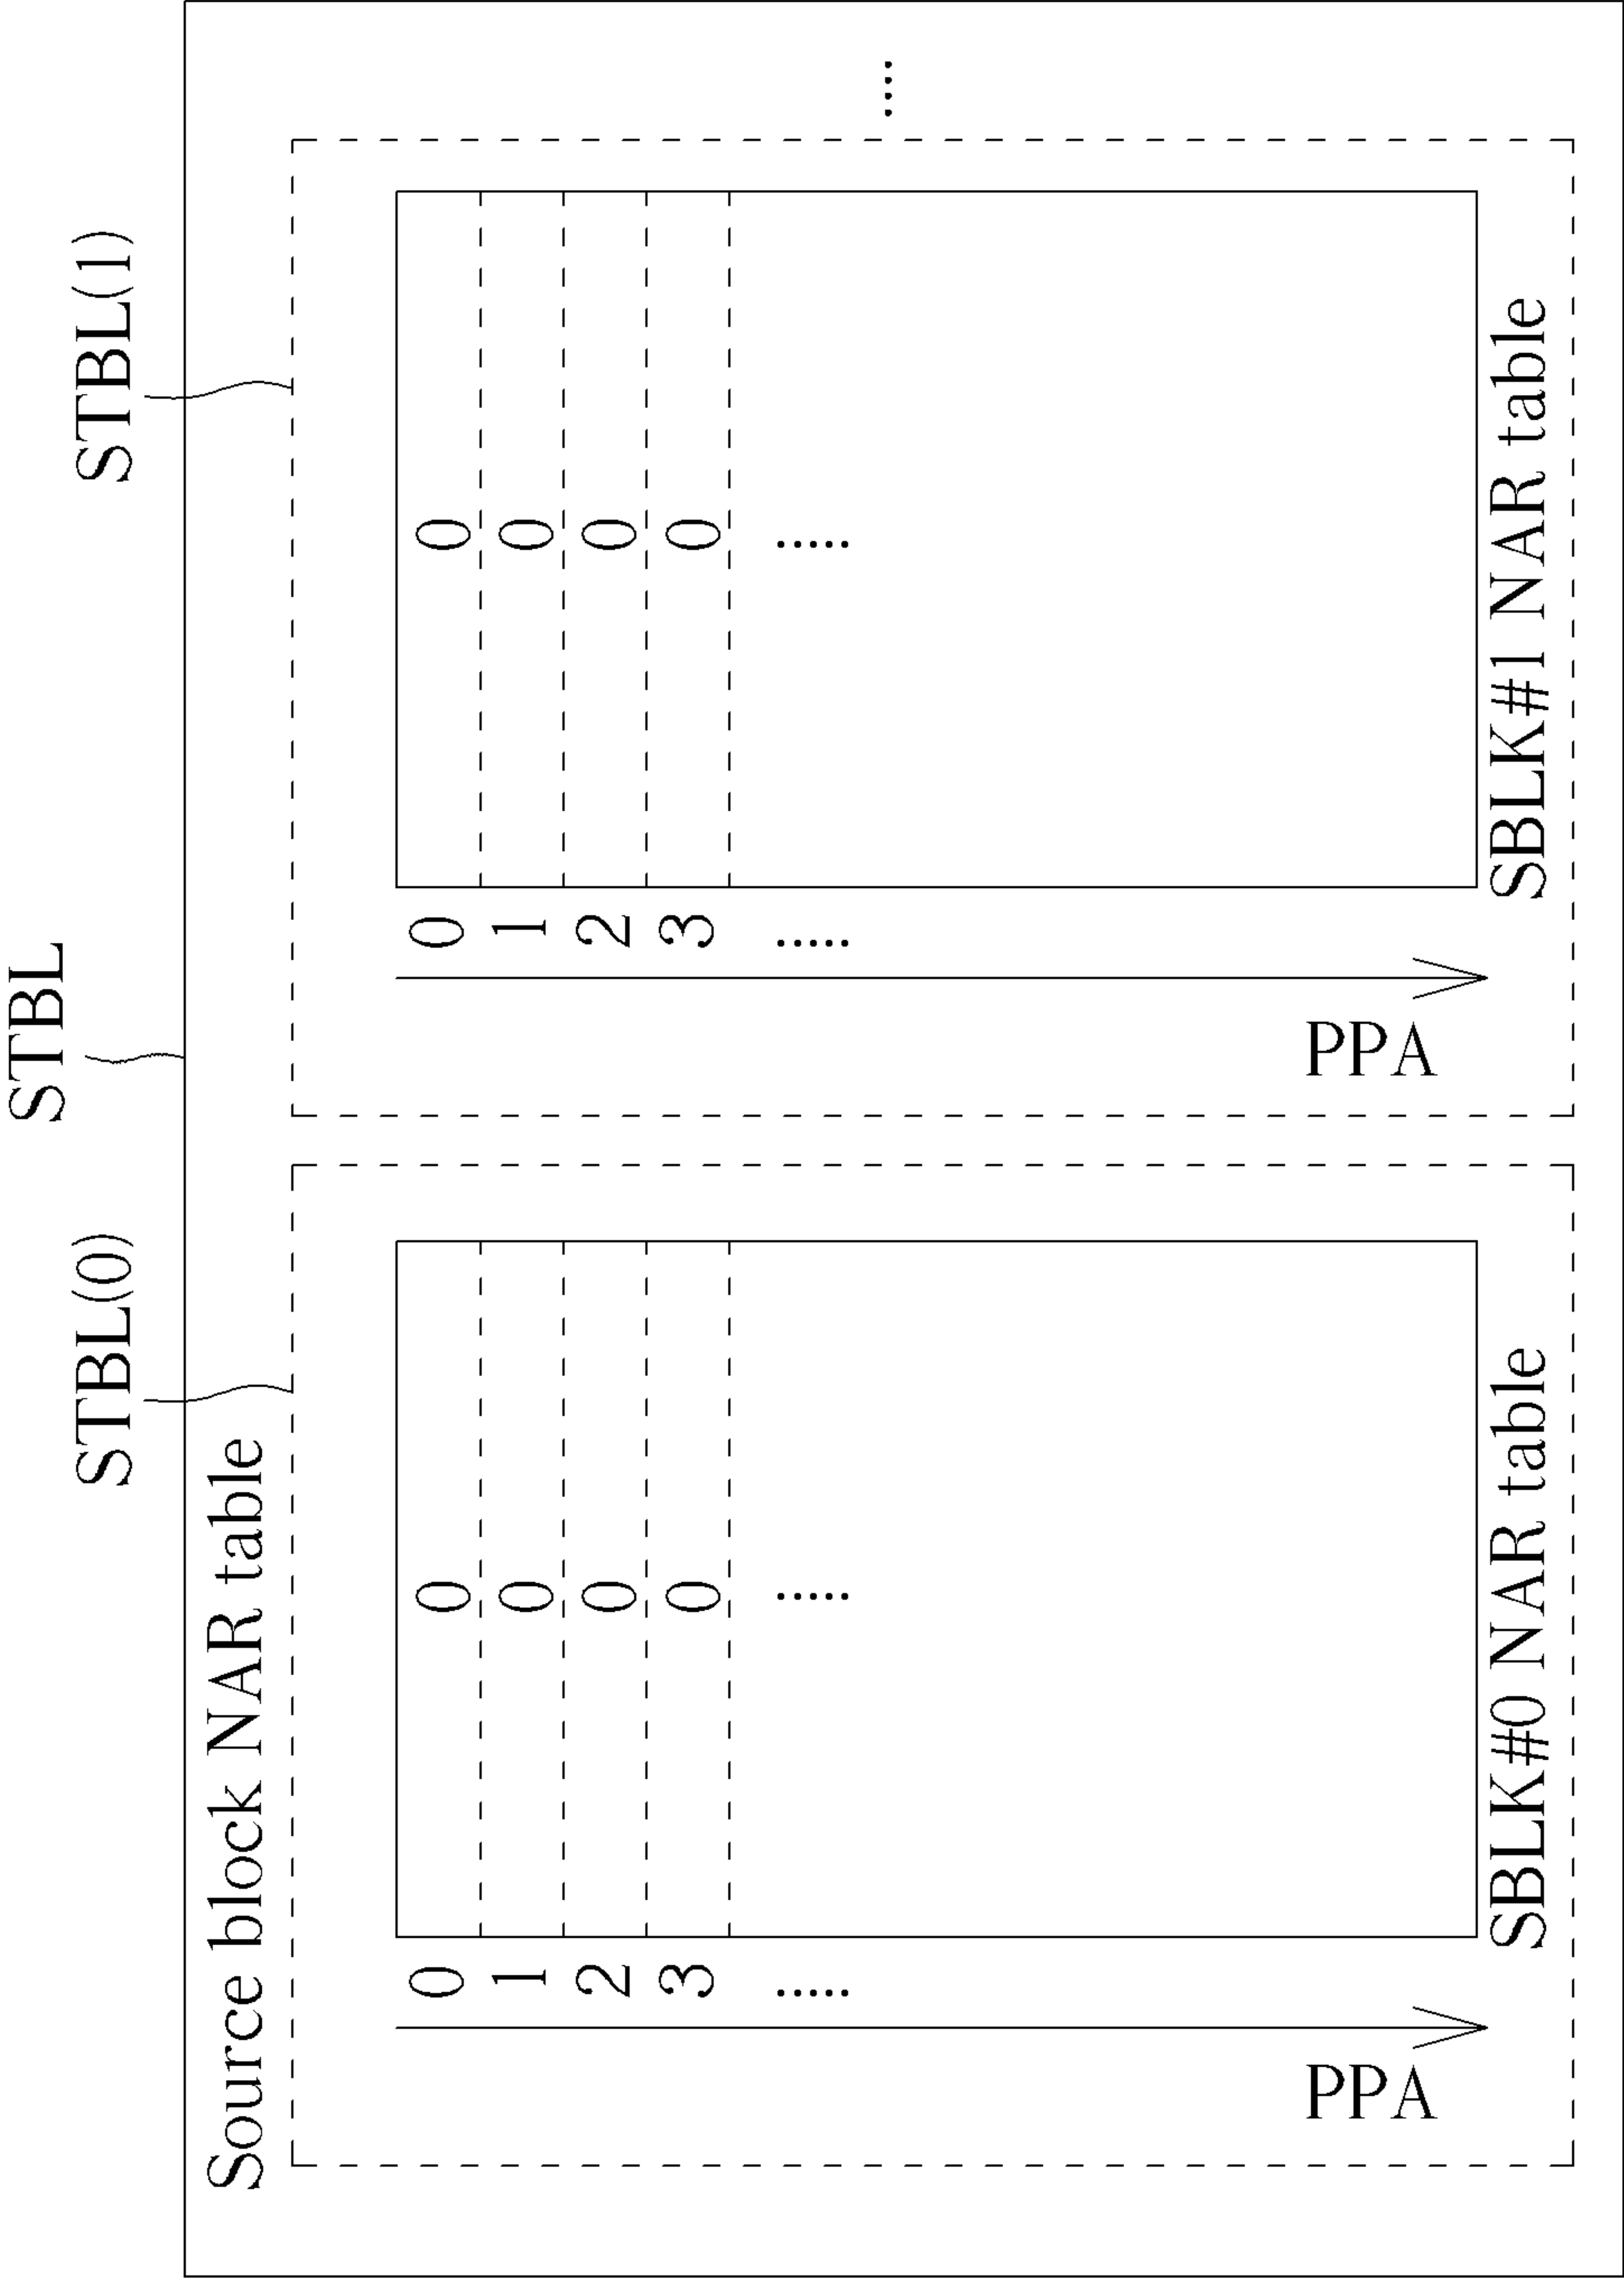 STBL
STBL(0)
STBL(1)
Source block NAR table
0 0
1 0
2 0
3 0
..... .....
PPA
SBLK#0 NAR table
0 0
1 0
2 0
3 0
..... .....
PPA
SBLK#1 NAR table
....